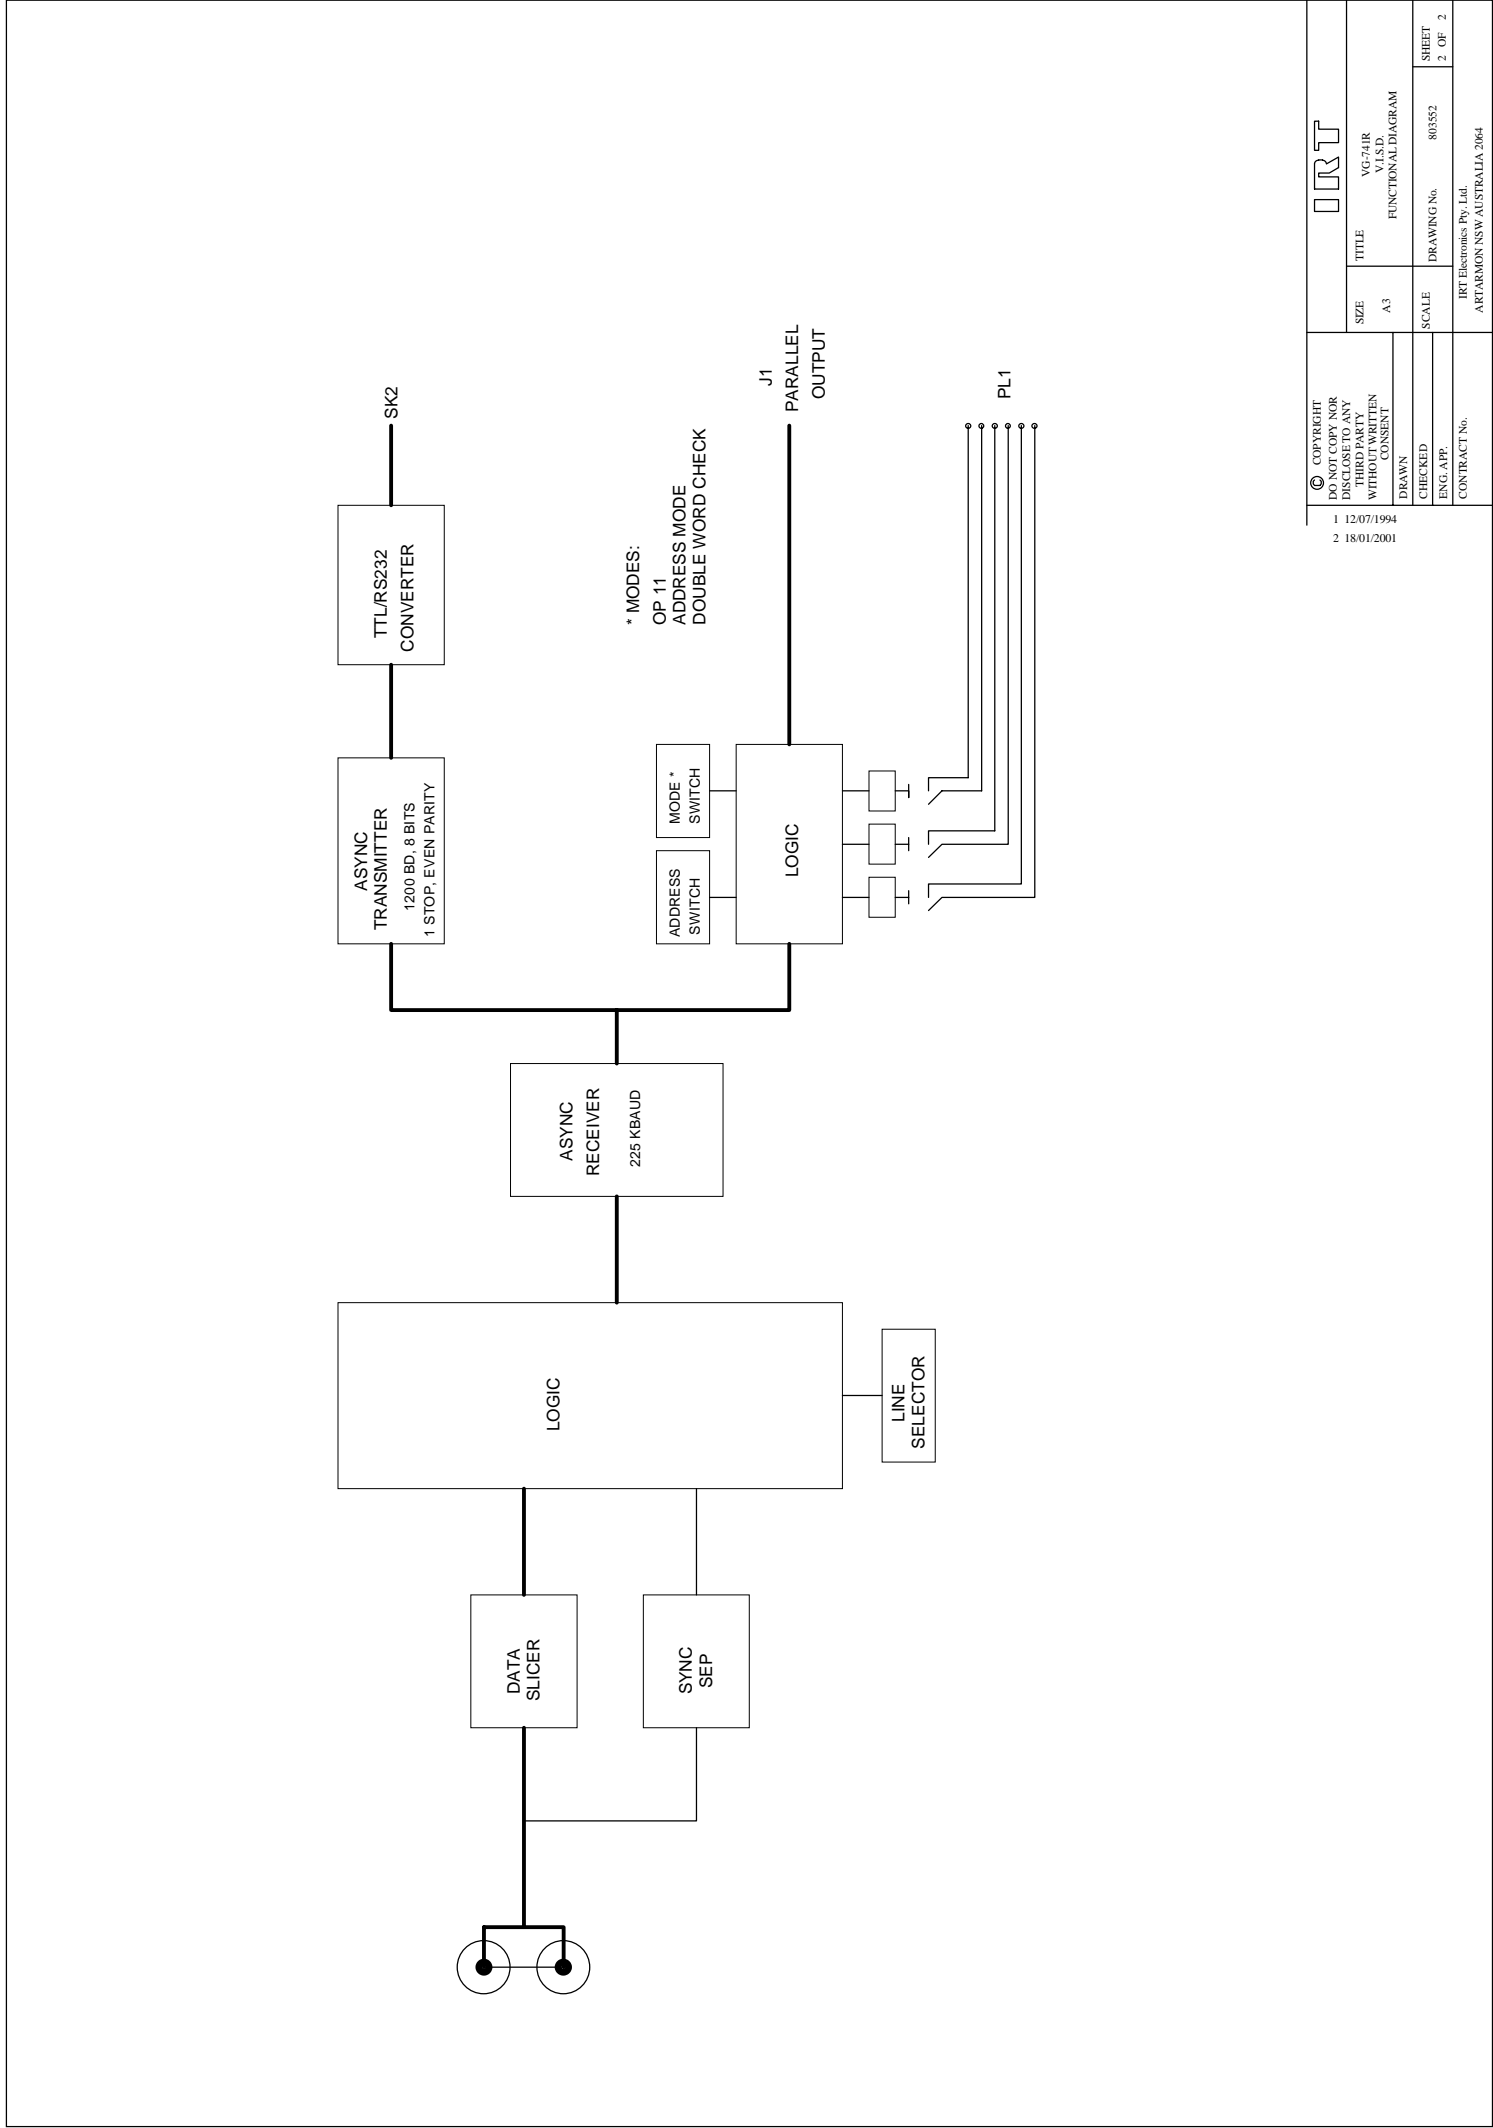 SK2
TTL/RS232
CONVERTER
ASYNC
TRANSMITTER
1200 BD, 8 BITS
1 STOP, EVEN PARITY
* MODES:
OP 11
ADDRESS MODE
DOUBLE WORD CHECK
J1
PARALLEL
OUTPUT
MODE *
SWITCH
ADDRESS
SWITCH
LOGIC
PL1
ASYNC
RECEIVER
225 KBAUD
LOGIC
LINE
SELECTOR
DATA
SLICER
SYNC
SEP
1 12/07/1994
2 18/01/2001
© COPYRIGHT
DO NOT COPY NOR
DISCLOSE TO ANY
THIRD PARTY
WITHOUT WRITTEN
CONSENT
DRAWN
CHECKED
ENG. APP.
CONTRACT No.
IRT
SIZE
A3
TITLE
VG-741R
V.I.S.D.
FUNCTIONAL DIAGRAM
SCALE
DRAWING No. 803552
SHEET
2 OF 2
IRT Electronics Pty. Ltd.
ARTARMON NSW AUSTRALIA 2064